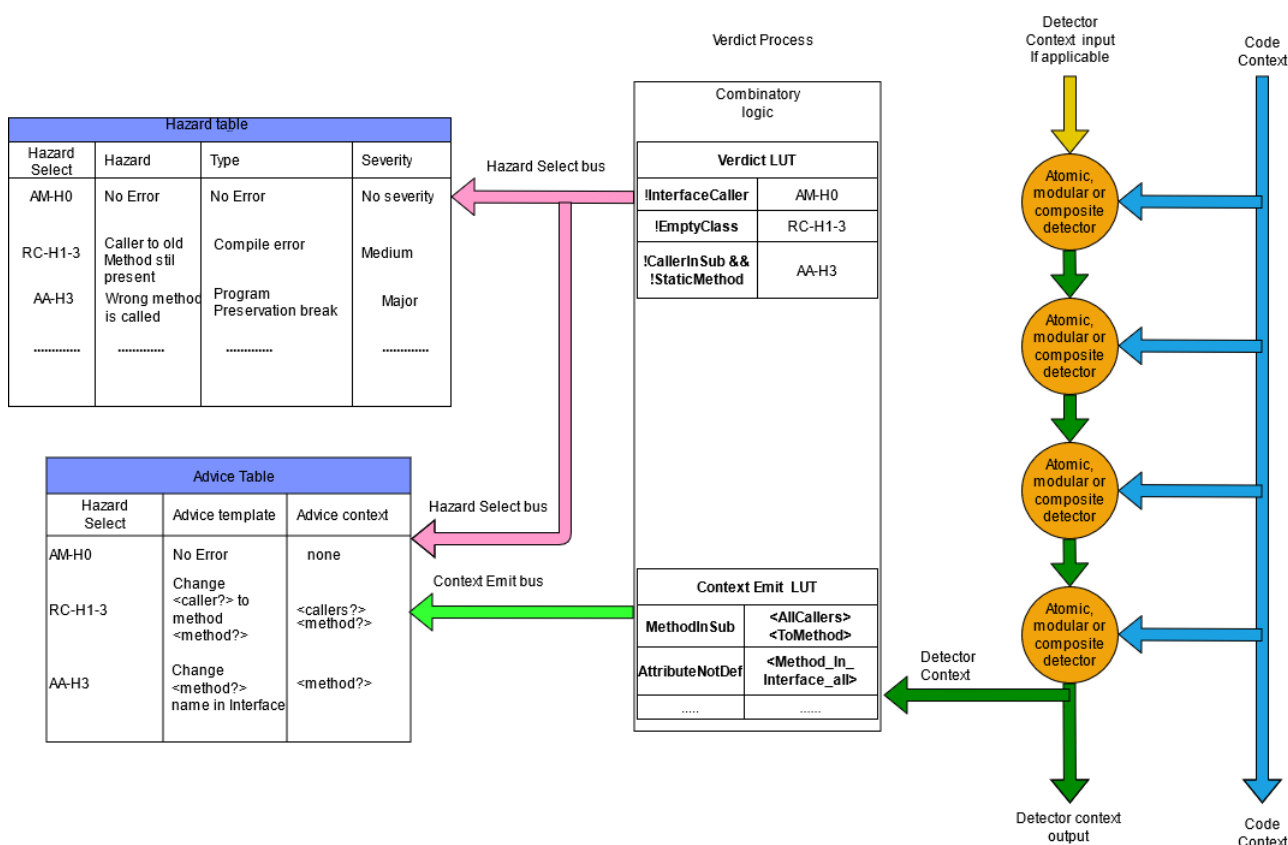 Verdict Process
Detector
Context input
If applicable
Code
Context
Combinatory
logic
Hazard table
Hazard
Select
Hazard
Type
Severity
AM-H0
No Error
No Error
No severity
RC-H1-3
Caller to old
Method stil
present
Compile error
Medium
AA-H3
Wrong method
is called
Program
Preservation break
Major
.............
.............
.............
.............
Hazard Select bus
Verdict LUT
!InterfaceCaller
AM-H0
!EmptyClass
RC-H1-3
!CallerInSub &&
!StaticMethod
AA-H3
Atomic,
modular or
composite
detector
Atomic,
modular or
composite
detector
Atomic,
modular or
composite
detector
Atomic,
modular or
composite
detector
Advice Table
Hazard
Select
Advice template
Advice context
AM-H0
No Error
none
RC-H1-3
Change
<caller?> to
method
<method?>
<callers?>
<method?>
AA-H3
Change
<method?>
name in Interface
<method?>
Hazard Select bus
Context Emit bus
Context Emit LUT
MethodInSub
<AllCallers>
<ToMethod>
AttributeNotDef
<Method_In_
Interface_all>
.....
......
Detector
Context
Detector context
output
Code
Context